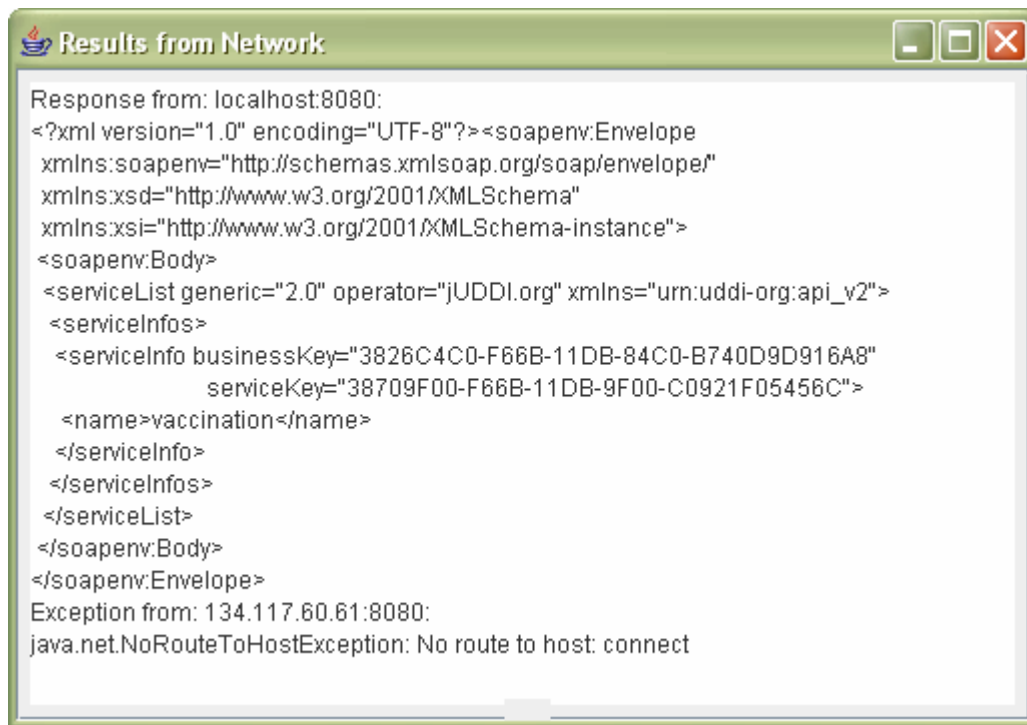 Results from Network
Response from: localhost:8080:
<?xml version="1.0" encoding="UTF-8"?><soapenv:Envelope
xmlns:soapenv="http://schemas.xmlsoap.org/soap/envelope/"
xmlns:xsd="http://www.w3.org/2001/XMLSchema"
xmlns:xsi="http://www.w3.org/2001/XMLSchema-instance">
<soapenv:Body>
<serviceList generic="2.0" operator="jUDDI.org" xmlns="urn:uddi-org:api_v2">
<serviceInfos>
<serviceInfo businessKey="3826C4C0-F66B-11DB-84C0-B740D9D916A8"
serviceKey="38709F00-F66B-11DB-9F00-C0921F05456C">
<name>vaccination</name>
</serviceInfo>
</serviceInfos>
</serviceList>
</soapenv:Body>
</soapenv:Envelope>
Exception from: 134.117.60.61:8080:
java.net.NoRouteToHostException: No route to host: connect